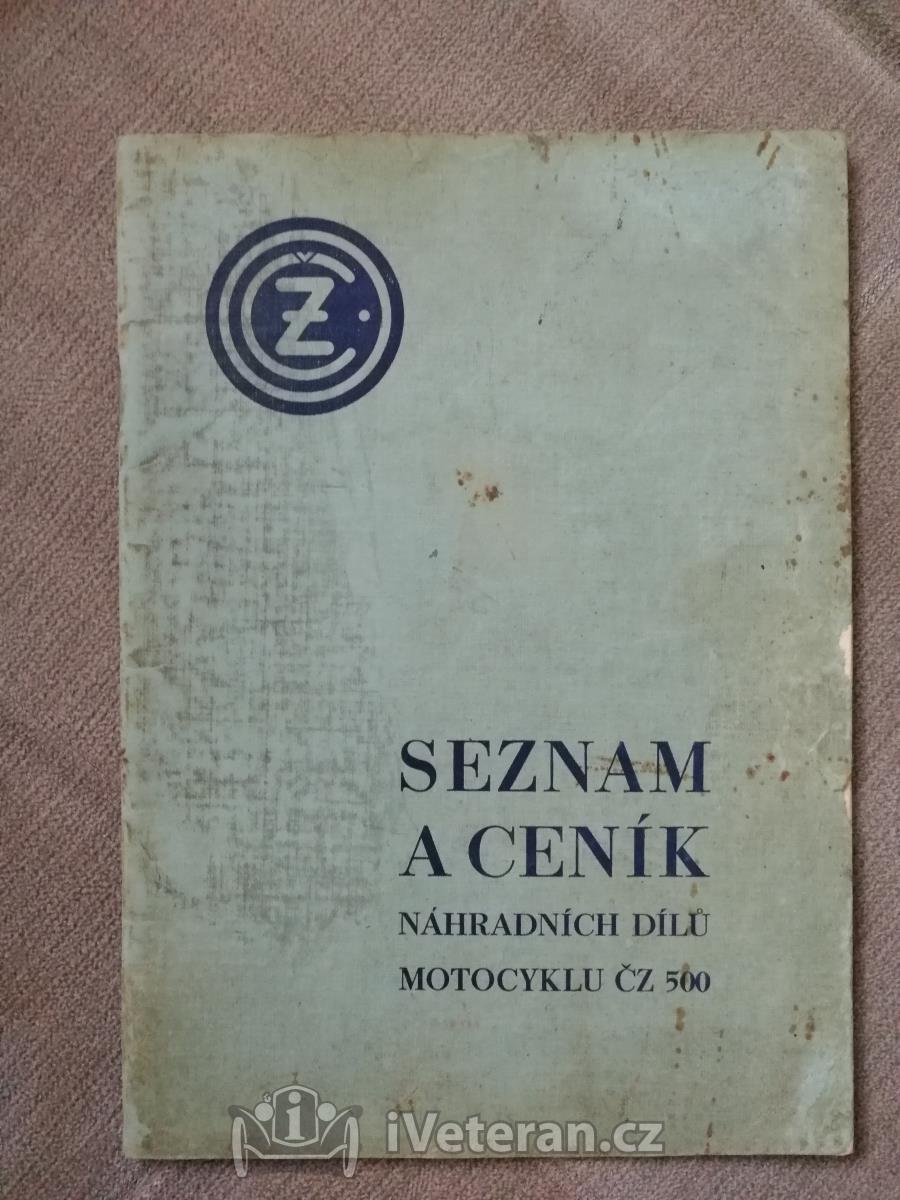 ČZ
SEZNAM
A CENÍK
NÁHRADNÍCH DÍLŮ
MOTOCYKLU ČZ 500
iVeteran.cz